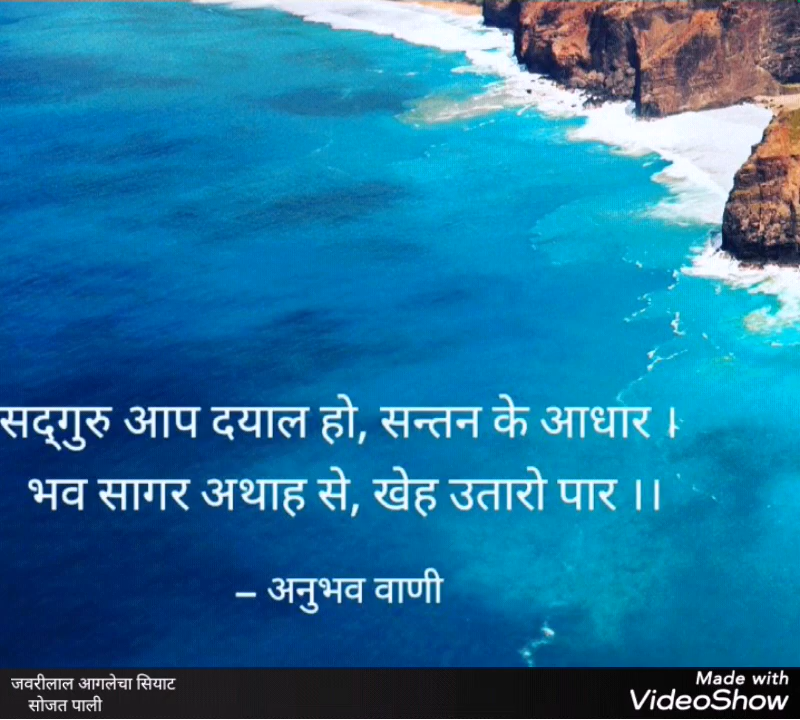 सद्गुरु आप दयाल हो, सन्तन के आधार ।
भव सागर अथाह से, खेह उतारो पार ।।
– अनुभव वाणी
जवरीलाल आगलेचा सियाट
सोजत पाली
Made with
VideoShow